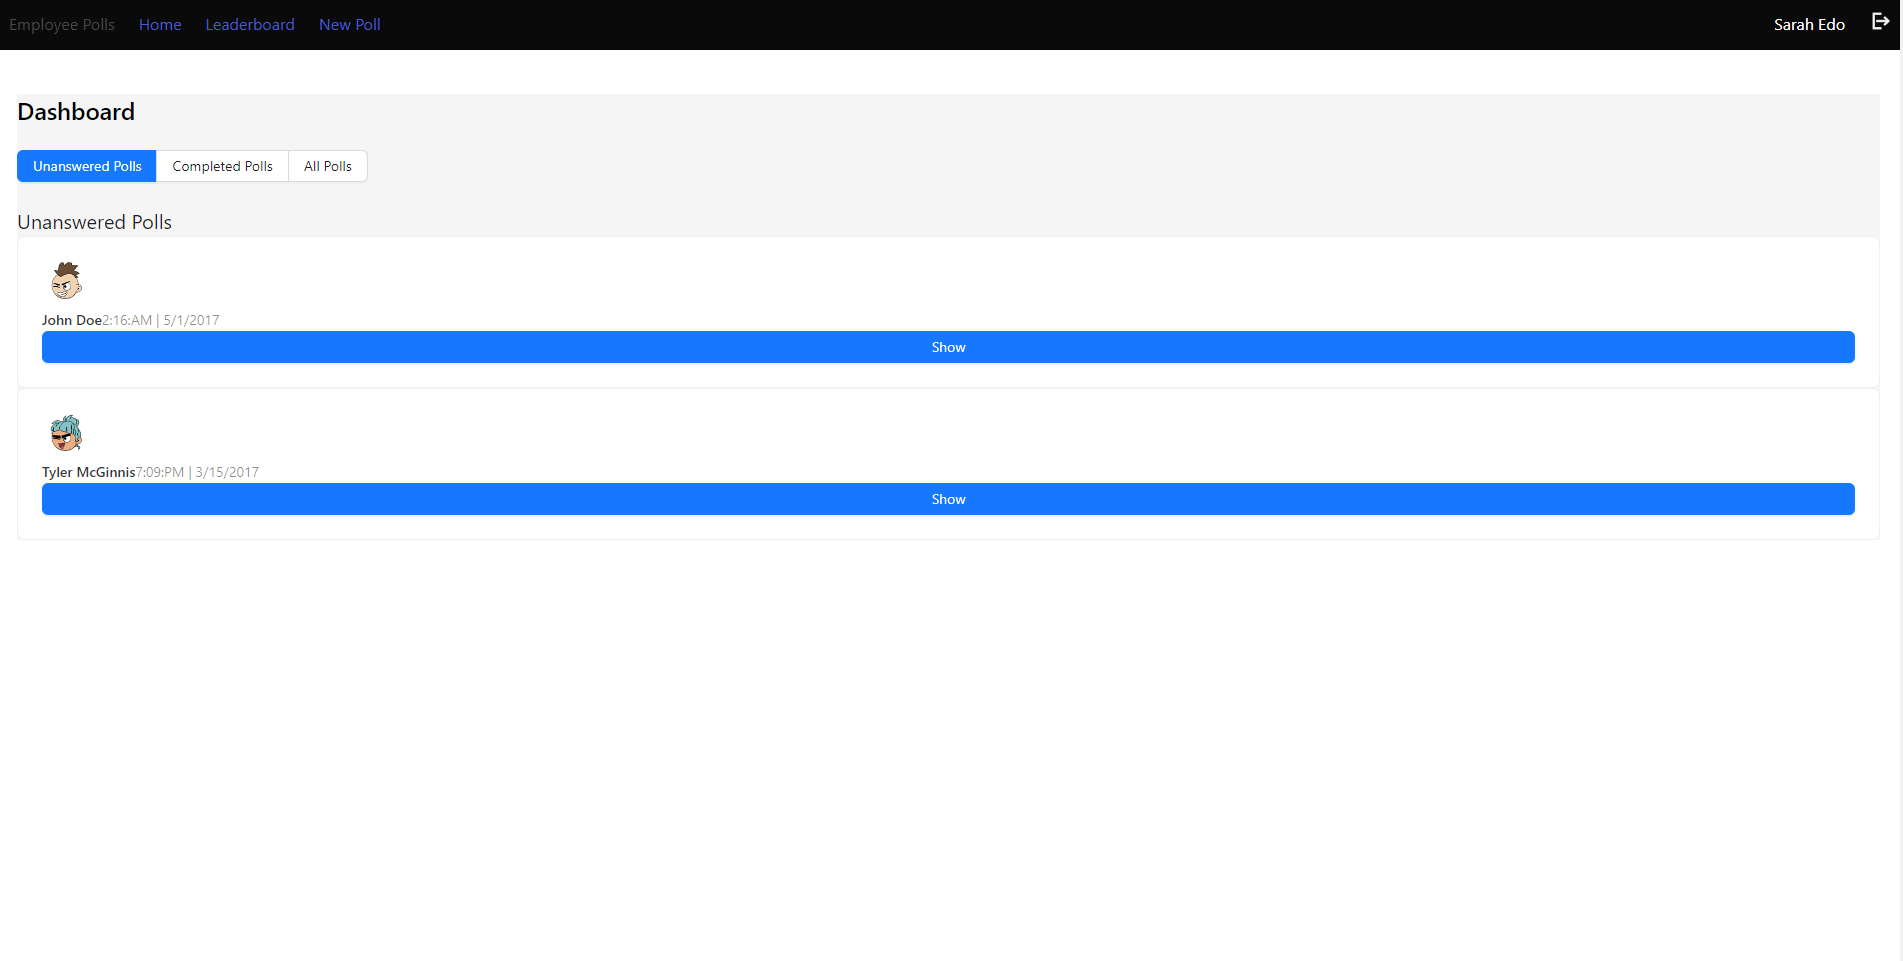 Employee Polls Home Leaderboard New Poll Sarah Edo
Dashboard
Unanswered Polls Completed Polls All Polls
Unanswered Polls
John Doe2:16:AM | 5/1/2017
Show
Tyler McGinnis7:09:PM | 3/15/2017
Show